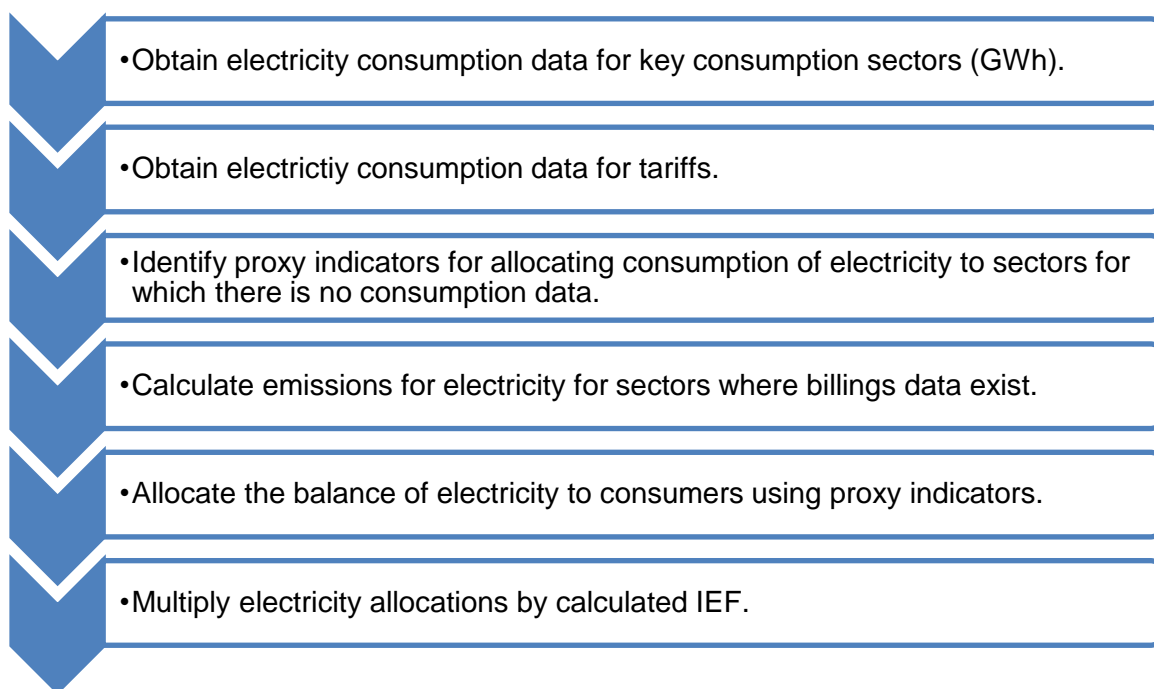 •Obtain electricity consumption data for key consumption sectors (GWh).
•Obtain electrictiy consumption data for tariffs.
•Identify proxy indicators for allocating consumption of electricity to sectors for
which there is no consumption data.
•Calculate emissions for electricity for sectors where billings data exist.
•Allocate the balance of electricity to consumers using proxy indicators.
•Multiply electricity allocations by calculated IEF.